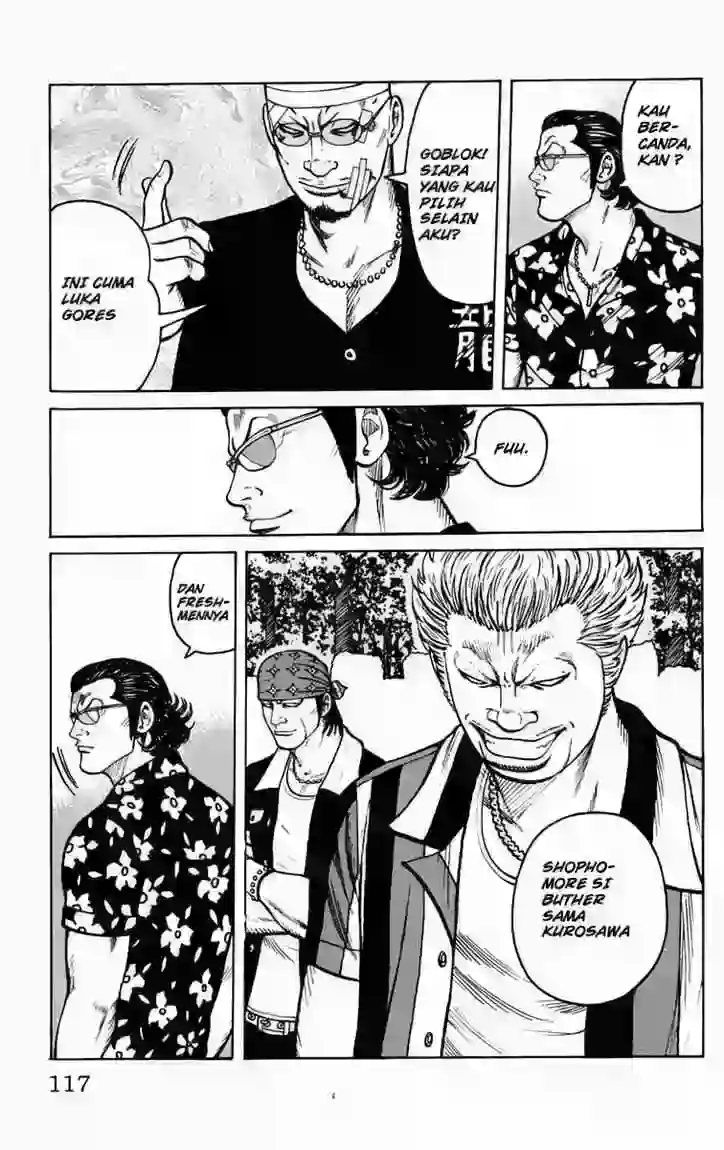 KAU
BER-
CANDA,
KAN ?
GOBLOK!
SIAPA
YANG KAU
PILIH
SELAIN
AKU?
INI CUMA
LUKA
GORES
龍
FUU.
SHOPHO-
MORE SI
BUTHER
SAMA
KUROSAWA
DAN
FRESH-
MENNYA
117